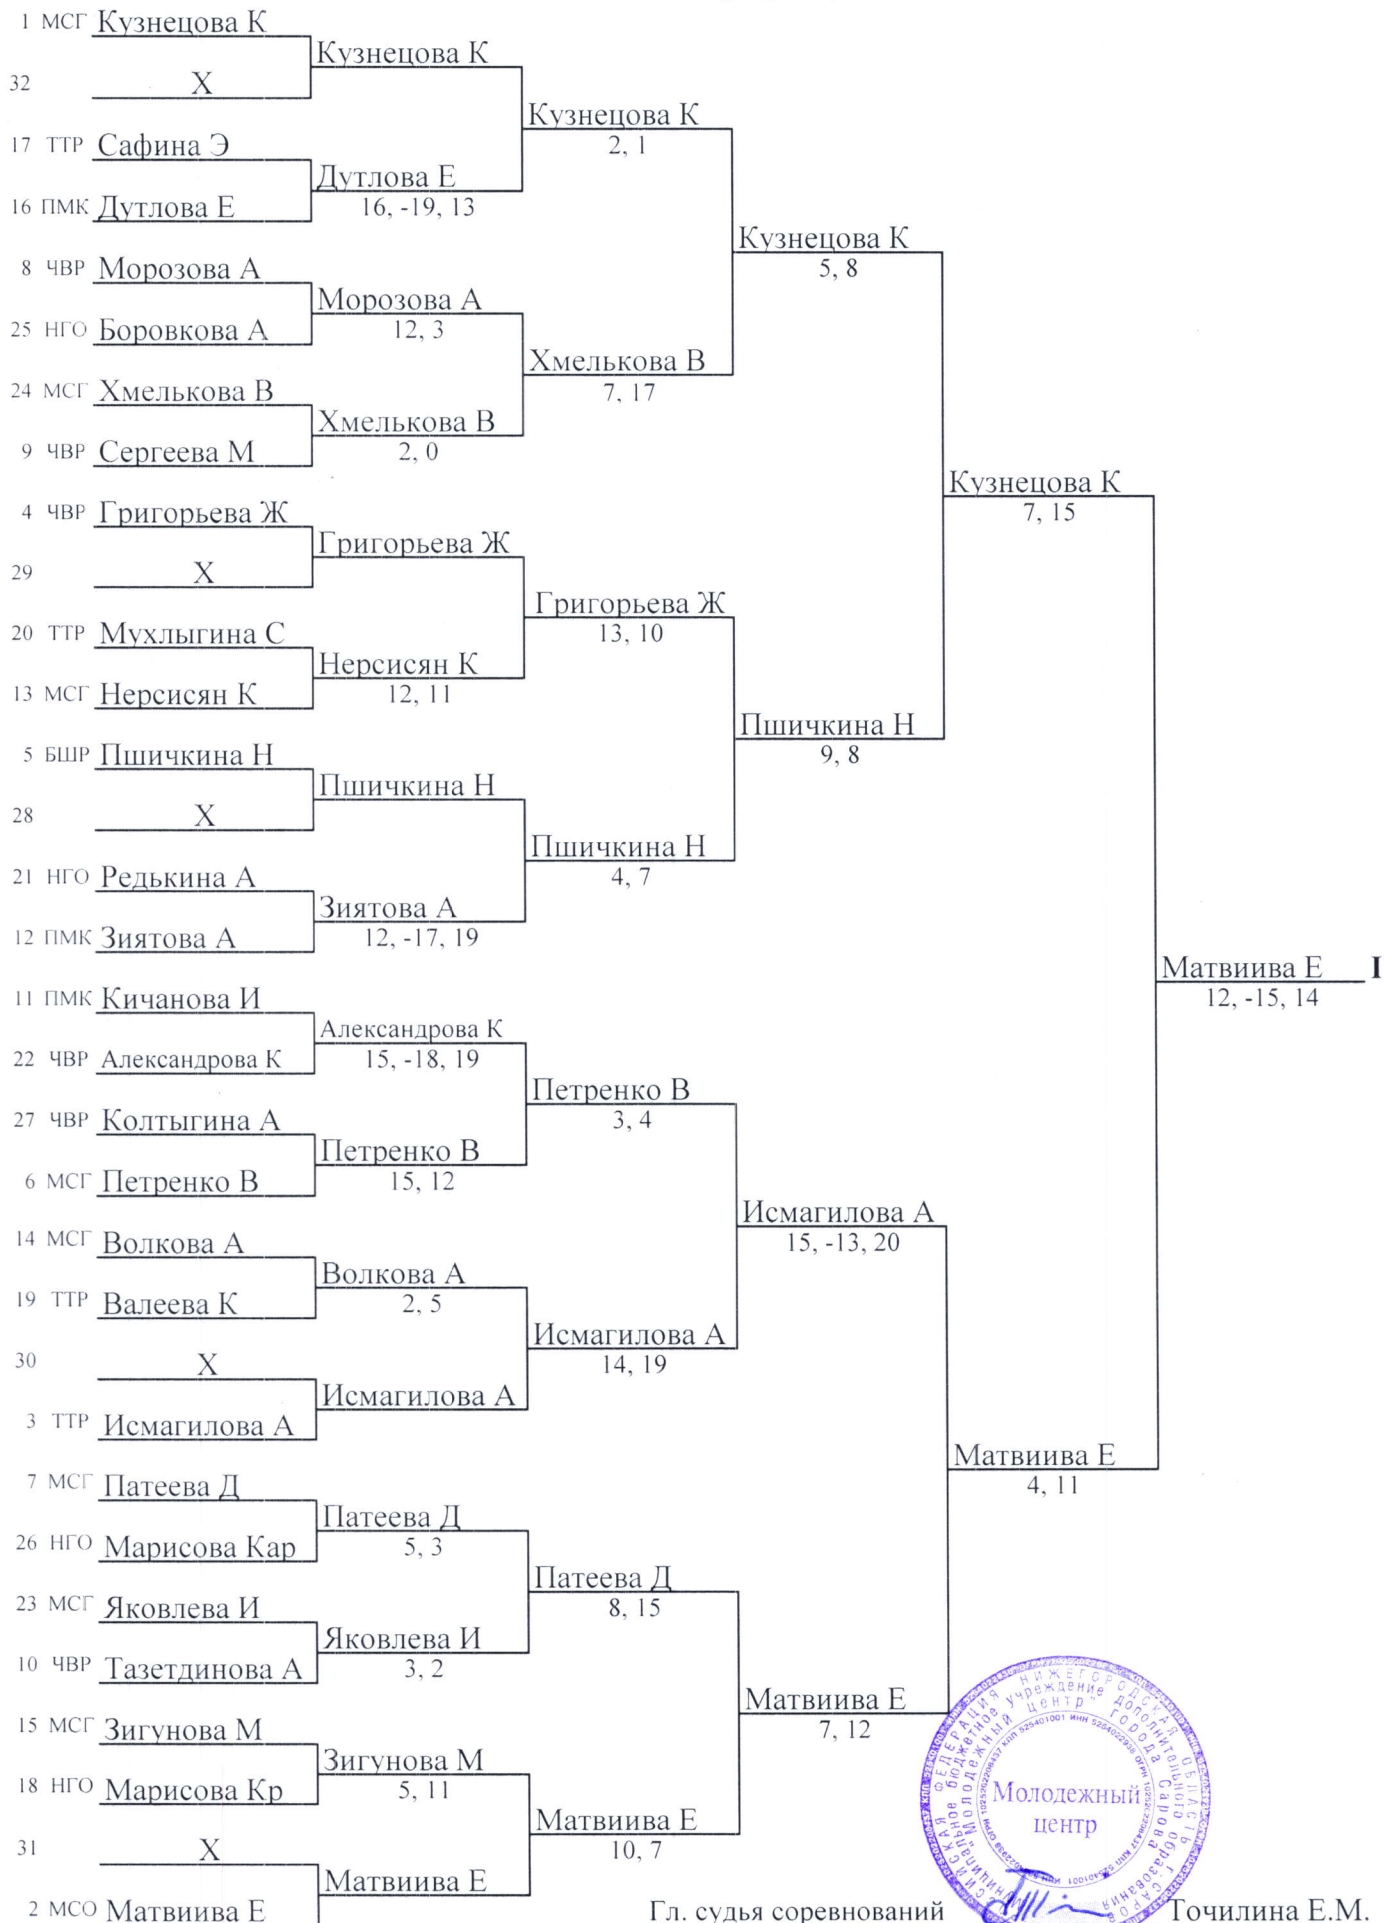 1 МСГ Кузнецова К
Кузнецова К
32 Х
Кузнецова К
2, 1
17 ТТР Сафина Э
Дутлова Е
16, -19, 13
16 ПМК Дутлова Е
Кузнецова К
5, 8
8 ЧВР Морозова А
Морозова А
12, 3
25 НГО Боровкова А
Хмелькова В
7, 17
24 МСГ Хмелькова В
Хмелькова В
2, 0
9 ЧВР Сергеева М
Кузнецова К
7, 15
4 ЧВР Григорьева Ж
Григорьева Ж
29 Х
Григорьева Ж
13, 10
20 ТТР Мухлыгина С
Нерсисян К
12, 11
13 МСГ Нерсисян К
Пшичкина Н
9, 8
5 БШР Пшичкина Н
Пшичкина Н
28 Х
Пшичкина Н
4, 7
21 НГО Редькина А
Зиятова А
12, -17, 19
12 ПМК Зиятова А
Матвиива Е I
12, -15, 14
11 ПМК Кичанова И
Александрова К
15, -18, 19
22 ЧВР Александрова К
Петренко В
3, 4
27 ЧВР Колтыгина А
Петренко В
15, 12
6 МСГ Петренко В
Исмагилова А
15, -13, 20
14 МСГ Волкова А
Волкова А
2, 5
19 ТТР Валеева К
Исмагилова А
14, 19
30 Х
Исмагилова А
3 ТТР Исмагилова А
Матвиива Е
4, 11
7 МСГ Патеева Д
Патеева Д
5, 3
26 НГО Марисова Кар
Патеева Д
8, 15
23 МСГ Яковлева И
Яковлева И
3, 2
10 ЧВР Тазетдинова А
Матвиива Е
7, 12
15 МСГ Зигунова М
Зигунова М
5, 11
18 НГО Марисова Кр
Матвиива Е
10, 7
31 Х
Матвиива Е
2 МСО Матвиива Е
Молодежный
центр
Гл. судья соревнований Точилина Е.М.